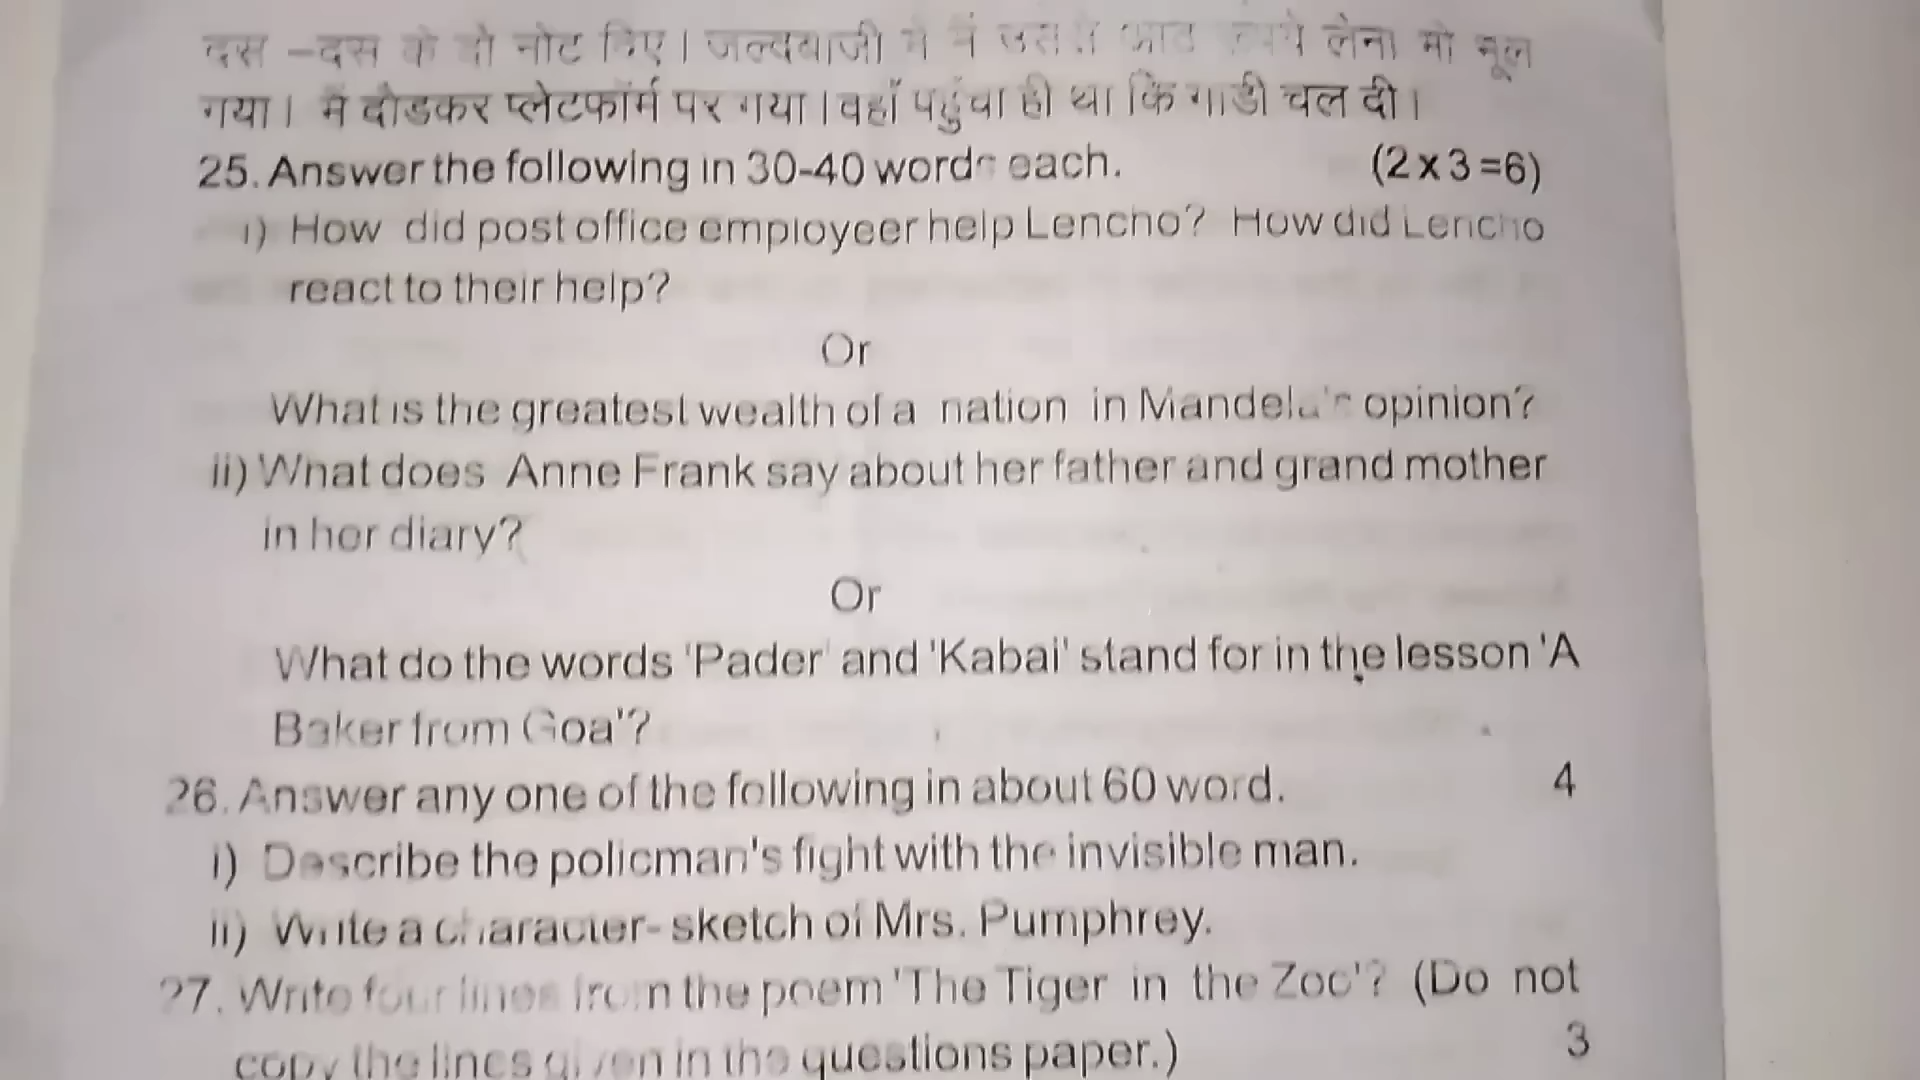 दस –दस के दो नोट दिए। जल्दबाजी में मैं उससे आठ रूपये लेना भी भूल
गया। मैं दौडकर प्लेटफॉर्म पर गया। वहाँ पहुंचा ही था कि गाडी चल दी।
25. Answer the following in 30-40 words each. (2 x 3 =6)
i) How did post office employeer help Lencho? How did Lencho
react to their help?
Or
What is the greatest wealth of a nation in Mandela's opinion?
ii) What does Anne Frank say about her father and grand mother
in her diary?
Or
What do the words 'Pader' and 'Kabai' stand for in the lesson 'A
Baker from Goa'?
26. Answer any one of the following in about 60 word. 4
i) Describe the policman's fight with the invisible man.
ii) Write a character- sketch of Mrs. Pumphrey.
27. Write four lines from the poem 'The Tiger in the Zoo'? (Do not
copy the lines given in the questions paper.) 3